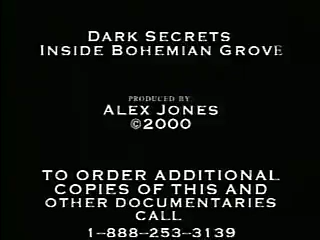 DARK SECRETS
INSIDE BOHEMIAN GROVE
PRODUCED BY
ALEX JONES
©2000
TO ORDER ADDITIONAL
COPIES OF THIS AND
OTHER DOCUMENTARIES
CALL
1-888-253-3139